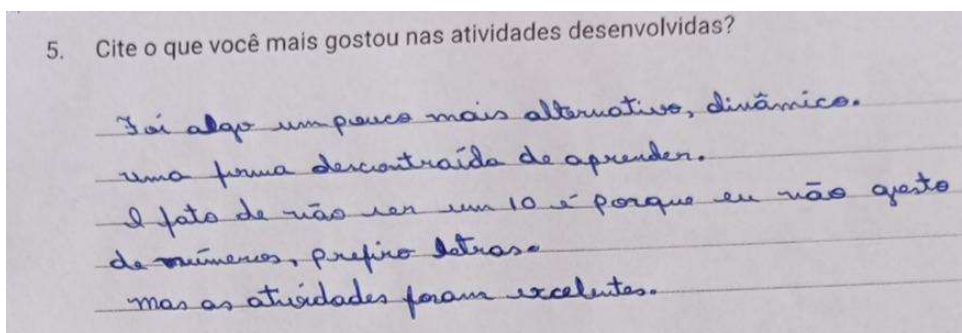 5. Cite o que você mais gostou nas atividades desenvolvidas?
Foi algo um pouco mais alternativo, dinâmico.
uma forma descontraída de aprender.
O fato de não ser um 10 é porque eu não gosto
de números, prefiro letras.
mas as atividades foram excelentes.